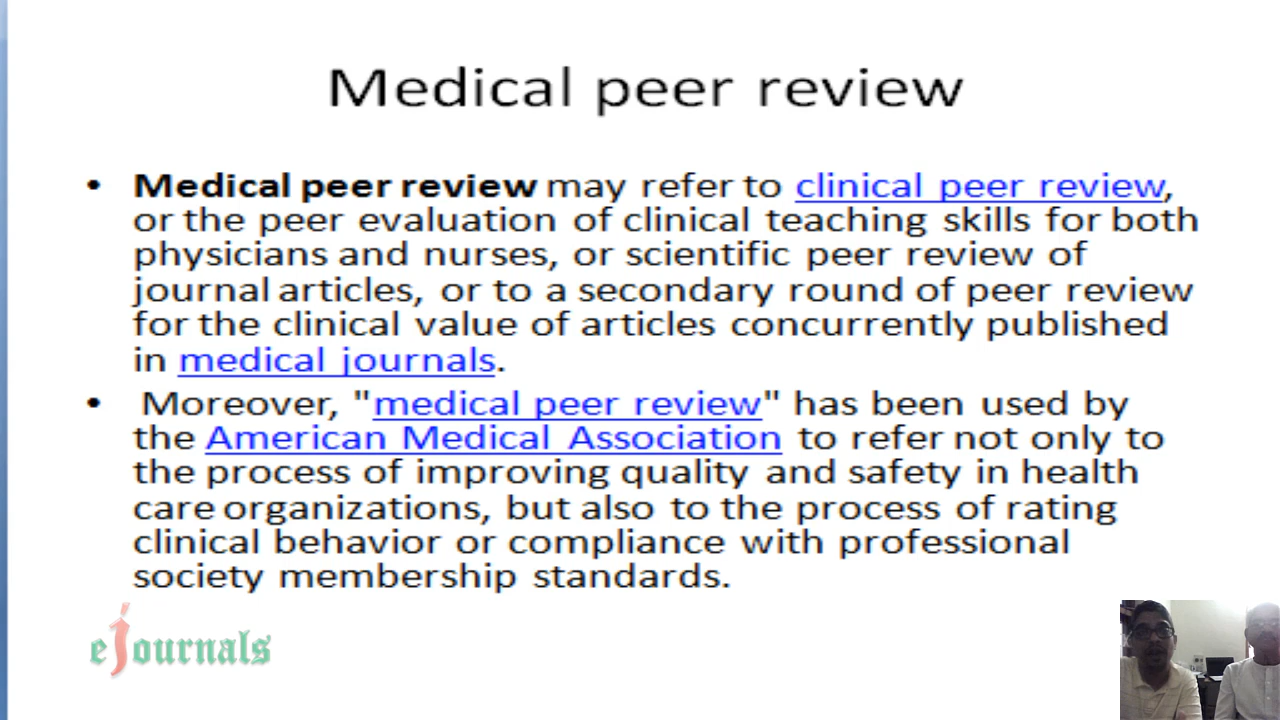 Medical peer review
• Medical peer review may refer to clinical peer review,
or the peer evaluation of clinical teaching skills for both
physicians and nurses, or scientific peer review of
journal articles, or to a secondary round of peer review
for the clinical value of articles concurrently published
in medical journals.
• Moreover, "medical peer review" has been used by
the American Medical Association to refer not only to
the process of improving quality and safety in health
care organizations, but also to the process of rating
clinical behavior or compliance with professional
society membership standards.
eJournals